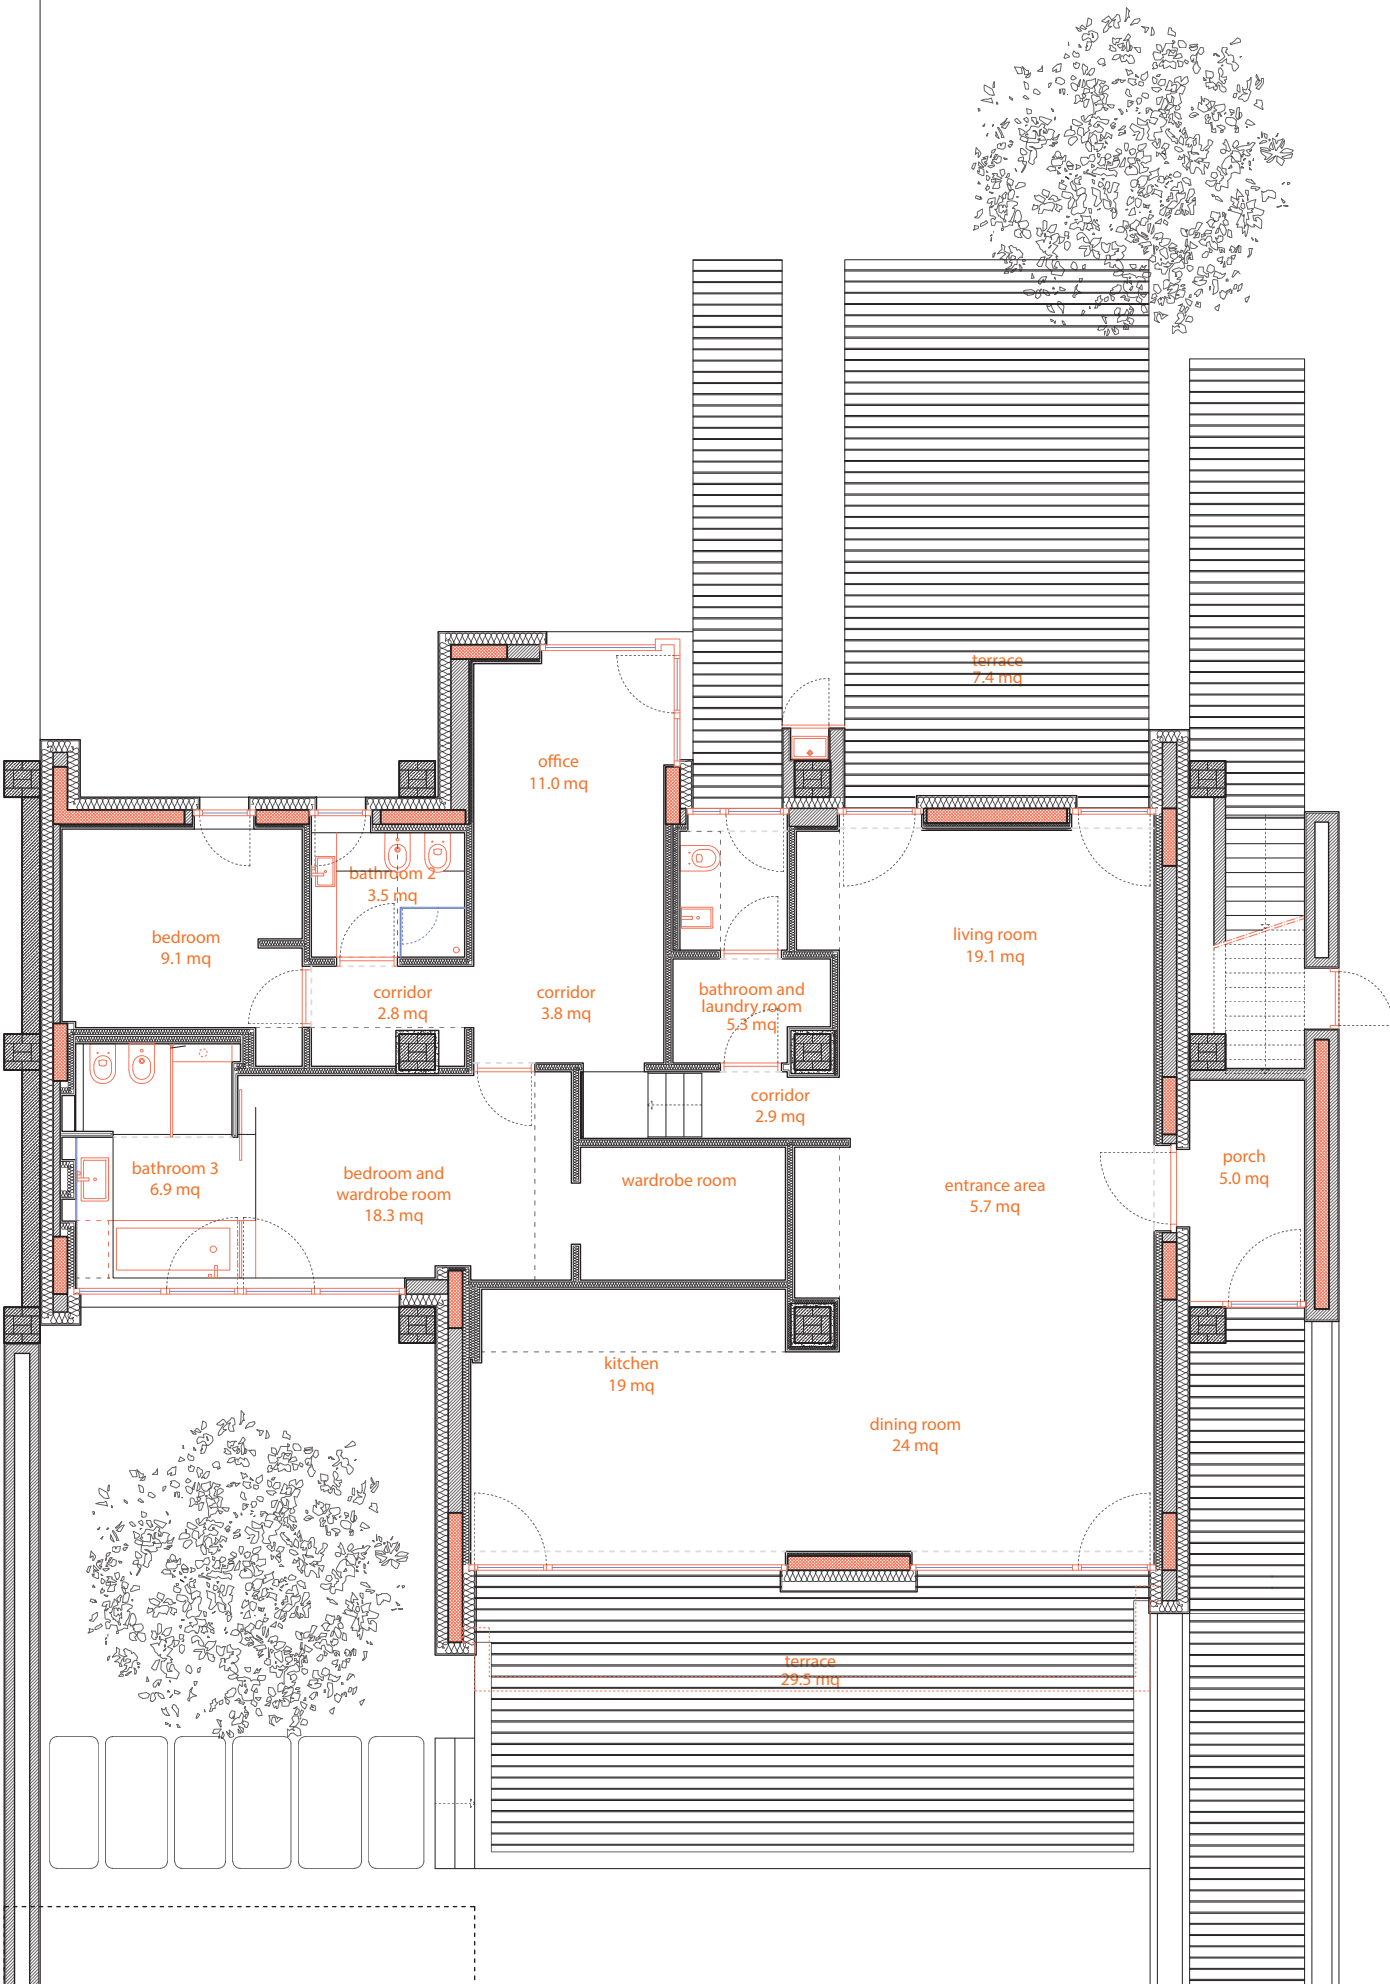 terrace
7.4 mq
office
11.0 mq
bathroom 2
3.5 mq
bedroom
9.1 mq
living room
19.1 mq
corridor
2.8 mq
corridor
3.8 mq
bathroom and
laundry room
5.3 mq
corridor
2.9 mq
bathroom 3
6.9 mq
bedroom and
wardrobe room
18.3 mq
wardrobe room
entrance area
5.7 mq
porch
5.0 mq
kitchen
19 mq
dining room
24 mq
terrace
29.5 mq